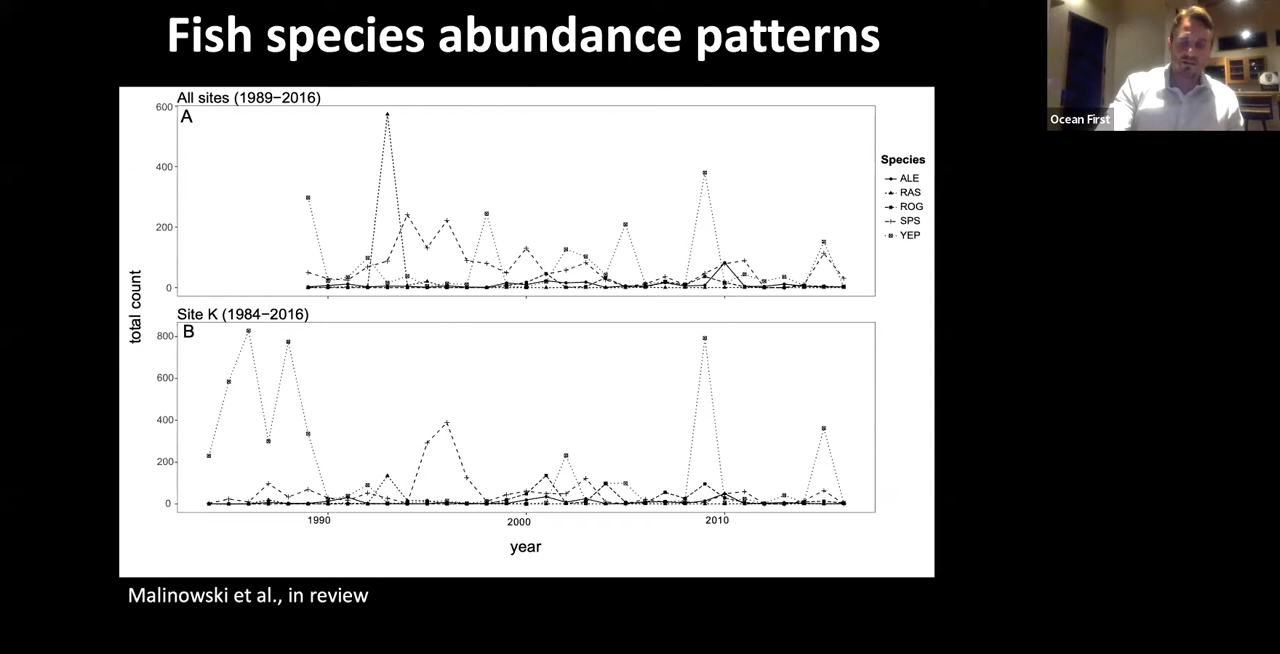 Fish species abundance patterns
Ocean First
All sites (1989−2016)
A
600
400
200
0
Species
ALE
RAS
ROG
SPS
YEP
total count
Site K (1984−2016)
B
800
600
400
200
0
1990
2000
2010
year
Malinowski et al., in review